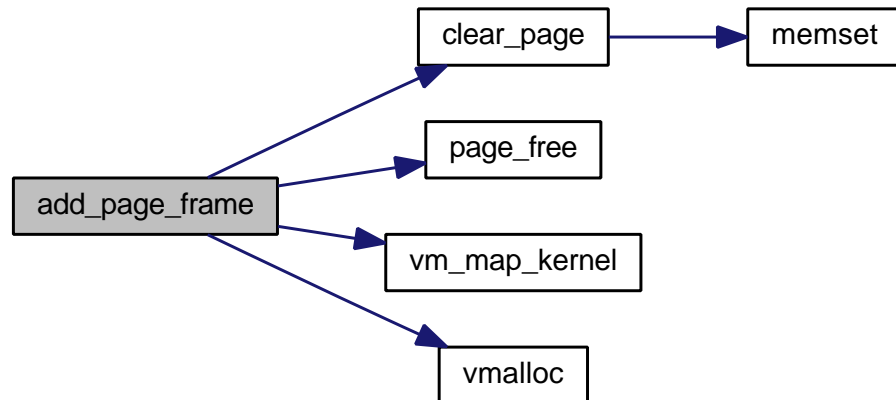 clear_page
memset
page_free
add_page_frame
vm_map_kernel
vmalloc